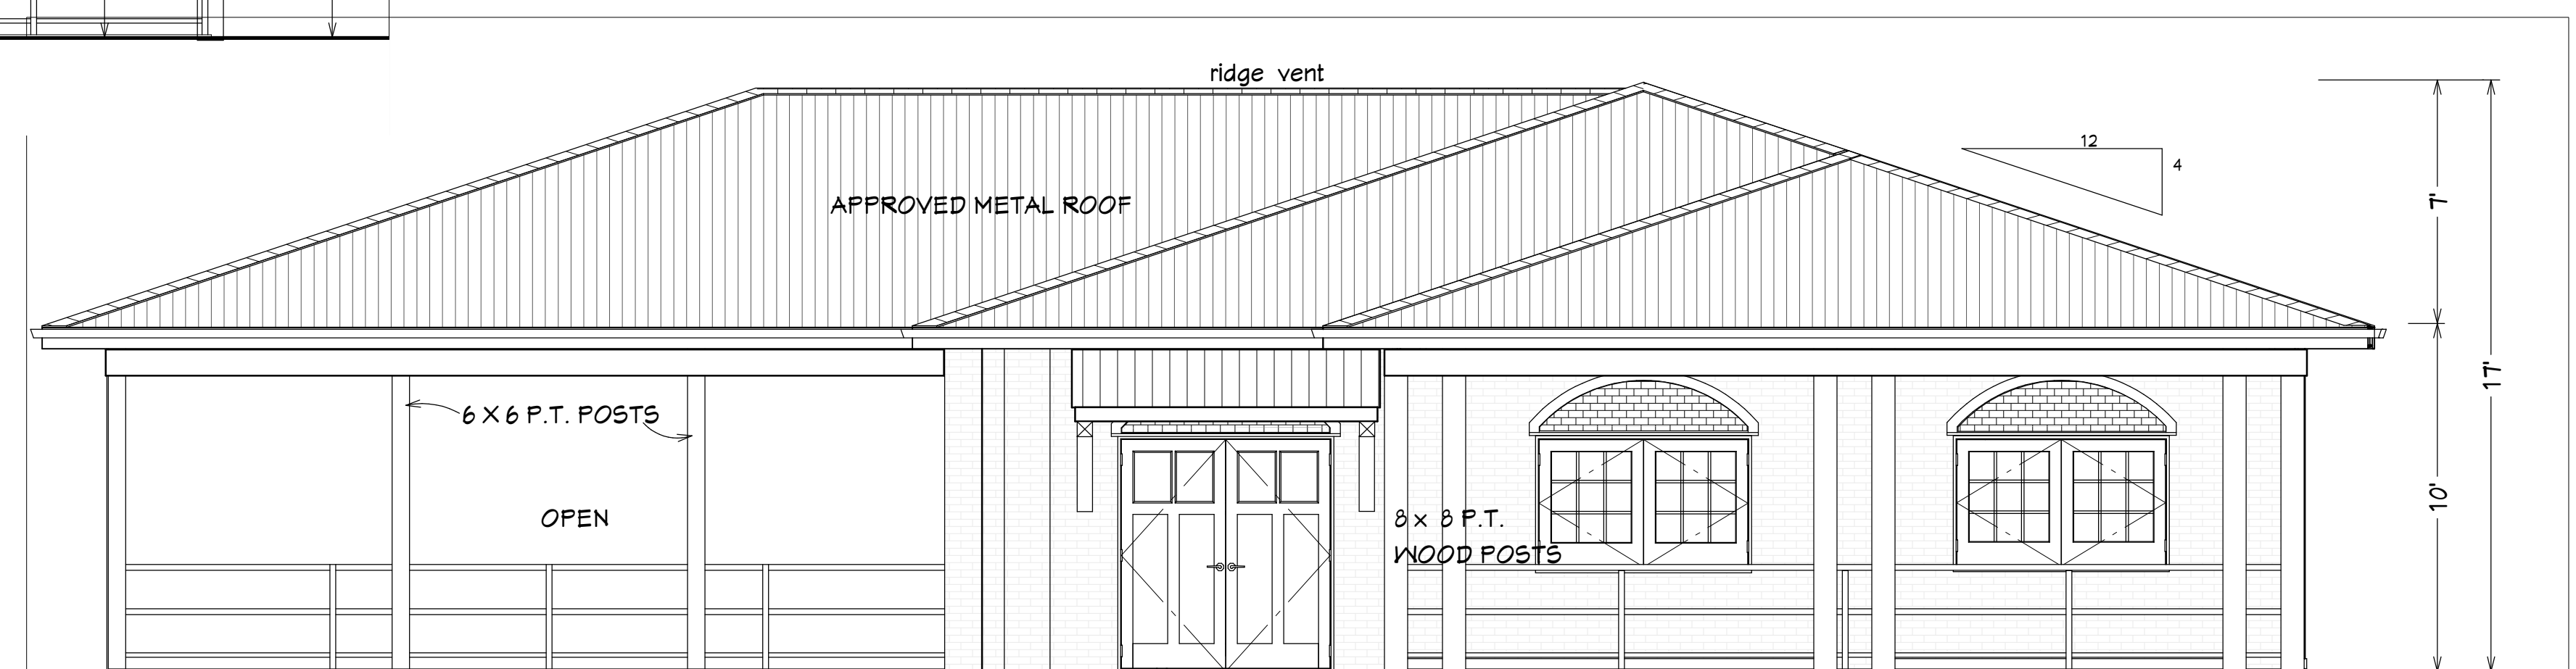 ridge vent
12
4
APPROVED METAL ROOF
7'
17'
6 X 6 P.T. POSTS
10'
OPEN
8 x 8 P.T.
WOOD POSTS